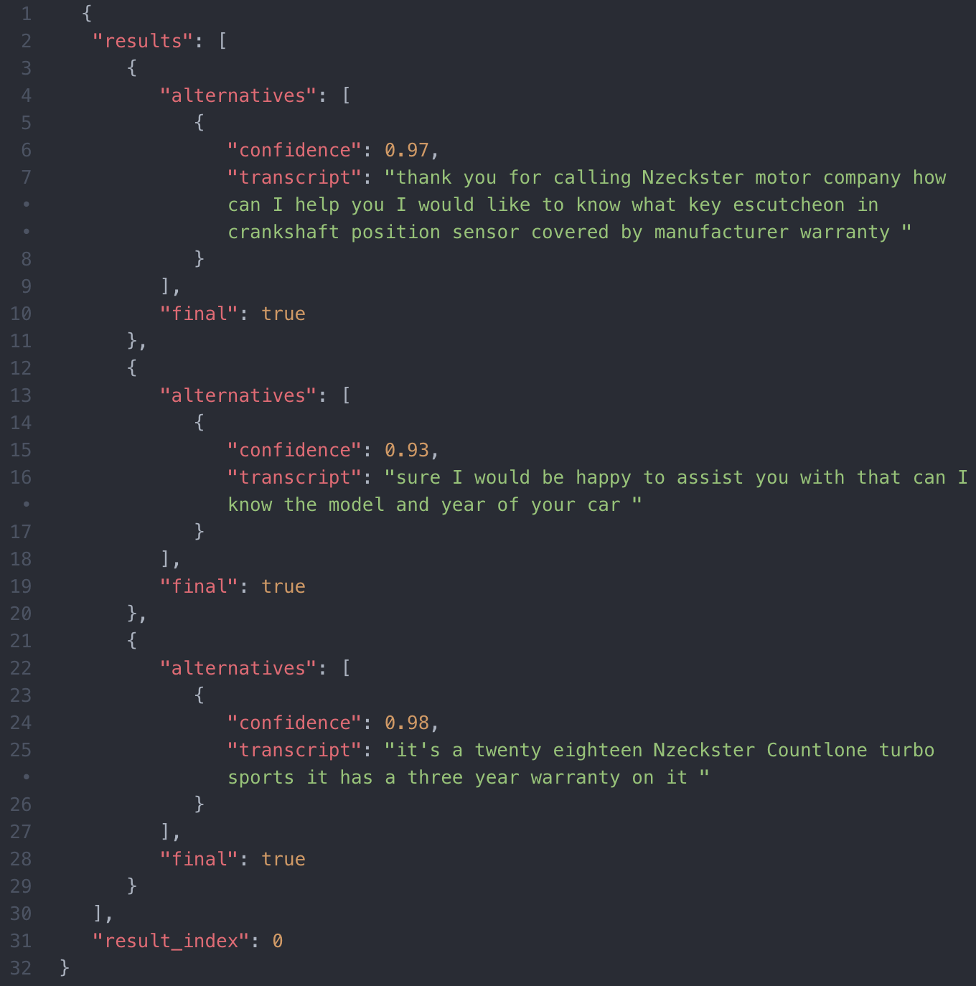 1 {
2 "results": [
3 {
4 "alternatives": [
5 {
6 "confidence": 0.97,
7 "transcript": "thank you for calling Nzeckster motor company how
• can I help you I would like to know what key escutcheon in
• crankshaft position sensor covered by manufacturer warranty "
8 }
9 ],
10 "final": true
11 },
12 {
13 "alternatives": [
14 {
15 "confidence": 0.93,
16 "transcript": "sure I would be happy to assist you with that can I
• know the model and year of your car "
17 }
18 ],
19 "final": true
20 },
21 {
22 "alternatives": [
23 {
24 "confidence": 0.98,
25 "transcript": "it's a twenty eighteen Nzeckster Countlone turbo
• sports it has a three year warranty on it "
26 }
27 ],
28 "final": true
29 }
30 ],
31 "result_index": 0
32 }